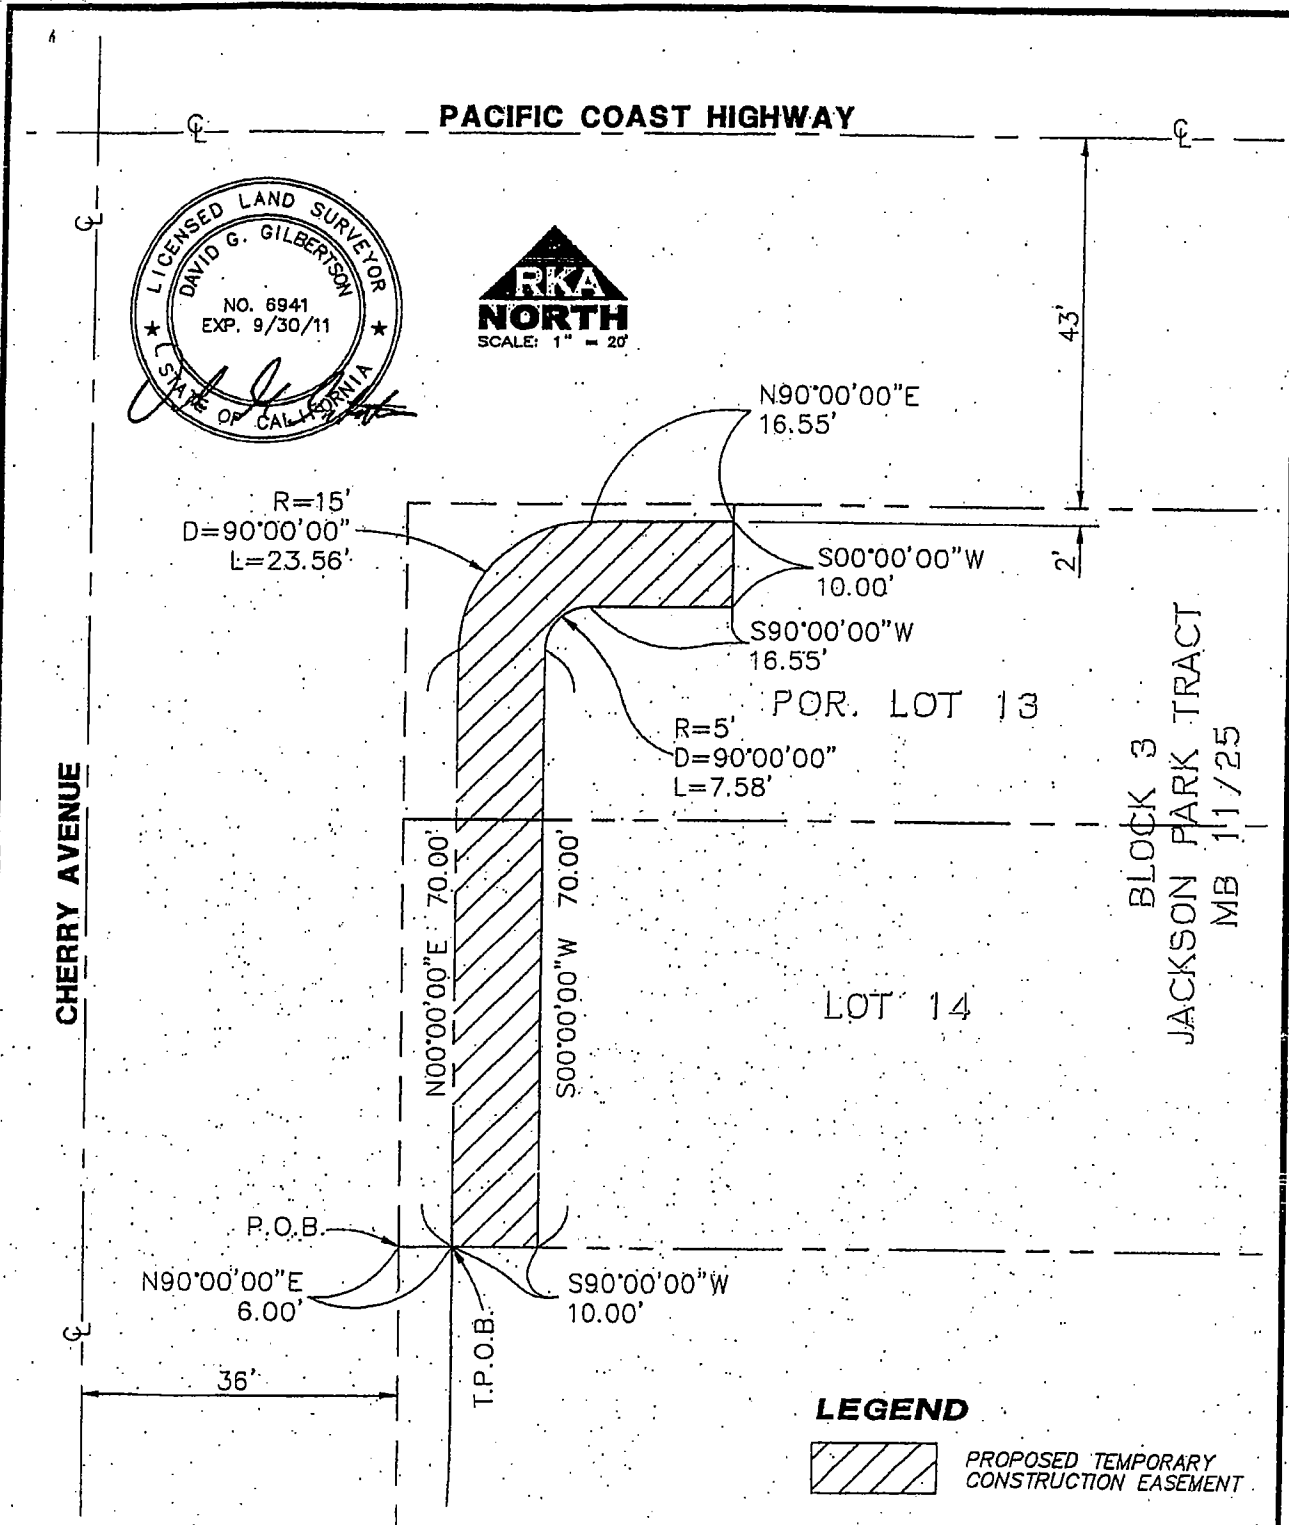 PACIFIC COAST HIGHWAY
LICENSED LAND SURVEYOR
DAVID G. GILBERTSON
NO. 6941
EXP. 9/30/11
STATE OF CALIFORNIA
RKA
NORTH
SCALE: 1" = 20'
43'
N90°00'00"E
16.55'
R=15'
D=90°00'00"
L=23.56'
S00°00'00"W
10.00'
2'
S90°00'00"W
16.55'
POR. LOT 13
R=5'
D=90°00'00"
L=7.58'
BLOCK 3
JACKSON PARK TRACT
MB 11/25
CHERRY AVENUE
N00°00'00"E 70.00'
S00°00'00"W 70.00'
LOT 14
P.O.B.
N90°00'00"E
6.00'
T.P.O.B.
S90°00'00"W
10.00'
36'
LEGEND
PROPOSED TEMPORARY
CONSTRUCTION EASEMENT